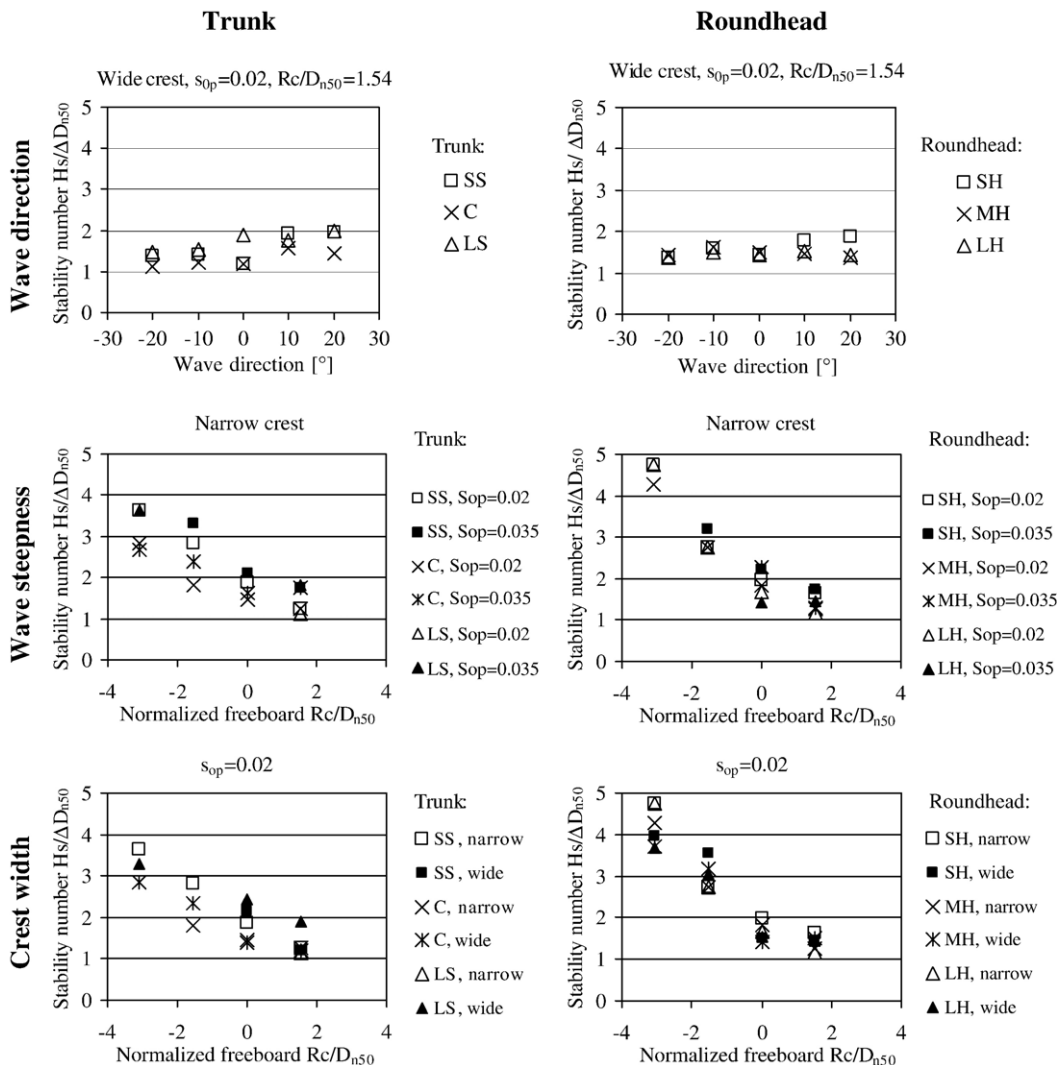 Trunk
Roundhead
Wave direction
Wide crest, s0p=0.02, Rc/Dn50=1.54
Stability number Hs/ΔDn50
5
4
3
2
1
0
-30 -20 -10 0 10 20 30
Wave direction [°]
Trunk:
SS
C
LS
Wide crest, s0p=0.02, Rc/Dn50=1.54
Stability number Hs/ ΔDn50
5
4
3
2
1
0
-30 -20 -10 0 10 20 30
Wave direction [°]
Roundhead:
SH
MH
LH
Wave steepness
Narrow crest
Stability number Hs/ΔDn50
5
4
3
2
1
0
-4 -2 0 2 4
Normalized freeboard Rc/Dn50
Trunk:
SS, Sop=0.02
SS, Sop=0.035
C, Sop=0.02
C, Sop=0.035
LS, Sop=0.02
LS, Sop=0.035
Narrow crest
Stability number Hs/ΔDn50
5
4
3
2
1
0
-4 -2 0 2 4
Normalized freeboard Rc/Dn50
Roundhead:
SH, Sop=0.02
SH, Sop=0.035
MH, Sop=0.02
MH, Sop=0.035
LH, Sop=0.02
LH, Sop=0.035
Crest width
sop=0.02
Stability number Hs/ΔDn50
5
4
3
2
1
0
-4 -2 0 2 4
Normalized freeboard Rc/Dn50
Trunk:
SS, narrow
SS, wide
C, narrow
C, wide
LS, narrow
LS, wide
sop=0.02
Stability number Hs/ΔDn50
5
4
3
2
1
0
-4 -2 0 2 4
Normalized freeboard Rc/Dn50
Roundhead:
SH, narrow
SH, wide
MH, narrow
MH, wide
LH, narrow
LH, wide